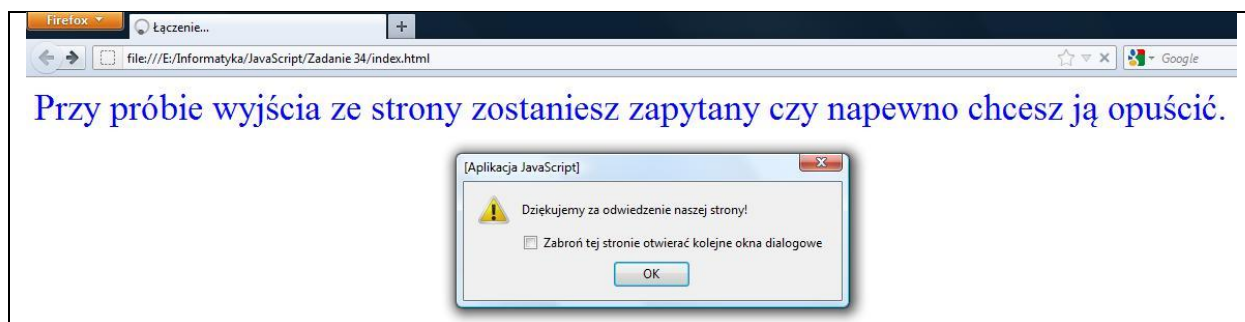 Firefox
Łączenie...
file:///E:/Informatyka/JavaScript/Zadanie 34/index.html
Google
Przy próbie wyjścia ze strony zostaniesz zapytany czy napewno chcesz ją opuścić.
[Aplikacja JavaScript]
Dziękujemy za odwiedzenie naszej strony!
Zabroń tej stronie otwierać kolejne okna dialogowe
OK